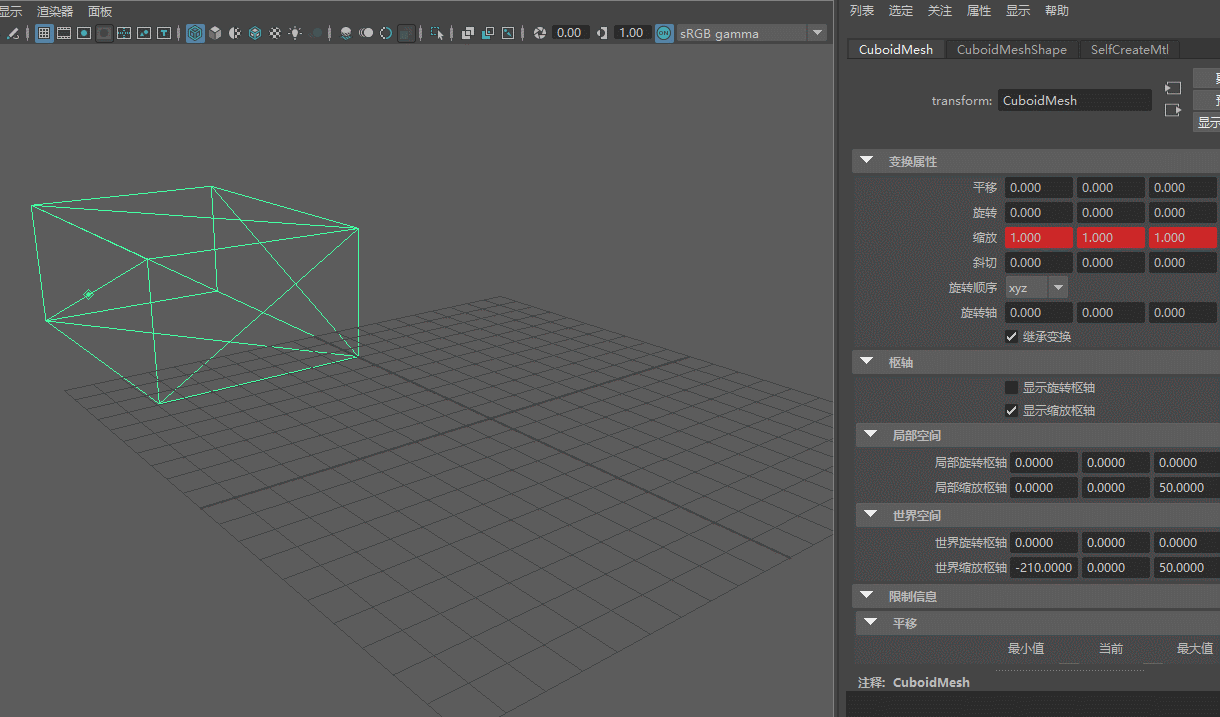 显示 渲染器 面板
0.00 1.00 ON sRGB gamma
列表 选定 关注 属性 显示 帮助
CuboidMesh CuboidMeshShape SelfCreateMtl
transform: CuboidMesh
显示
变换属性
平移 0.000 0.000 0.000
旋转 0.000 0.000 0.000
缩放 1.000 1.000 1.000
斜切 0.000 0.000 0.000
旋转顺序 xyz
旋转轴 0.000 0.000 0.000
继承变换
枢轴
显示旋转枢轴
显示缩放枢轴
局部空间
局部旋转枢轴 0.0000 0.0000 0.0000
局部缩放枢轴 0.0000 0.0000 50.0000
世界空间
世界旋转枢轴 0.0000 0.0000 0.0000
世界缩放枢轴 -210.0000 0.0000 50.0000
限制信息
平移
最小值 当前 最大值
注释: CuboidMesh